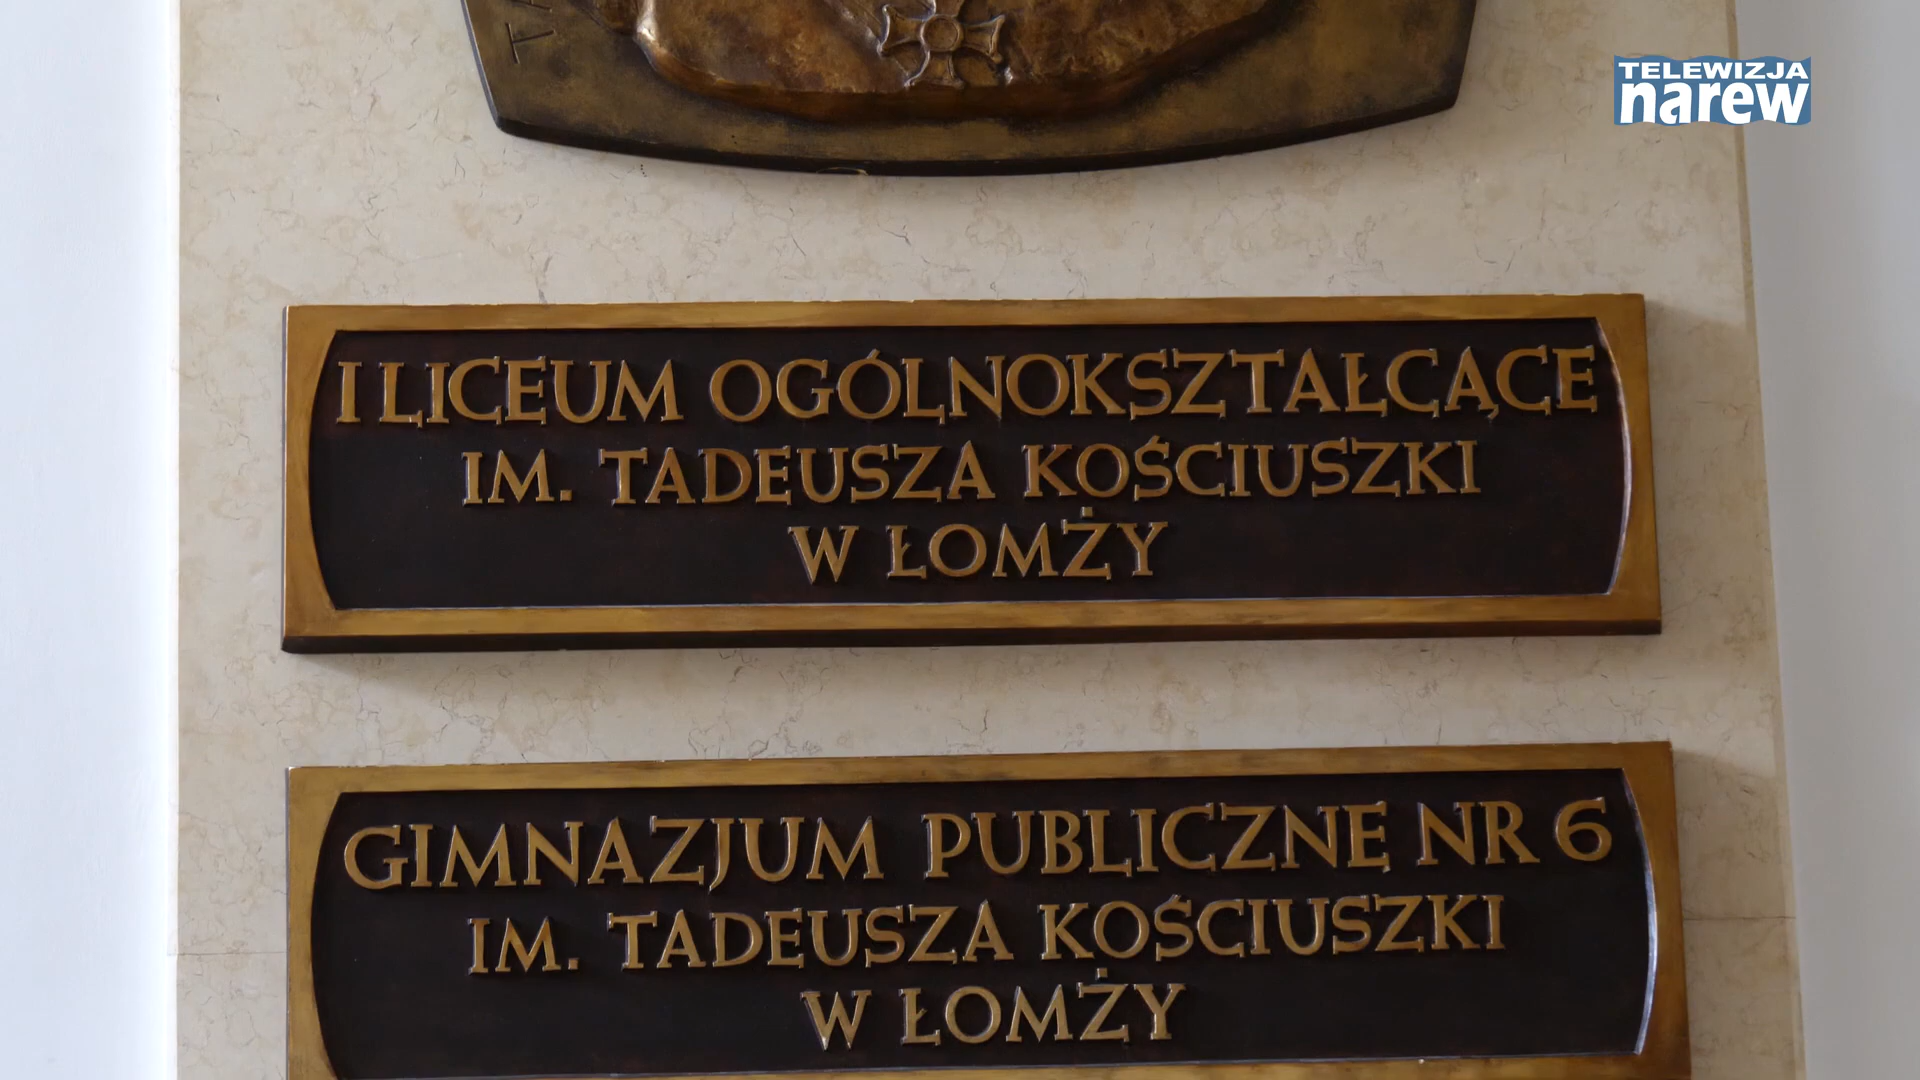 TELEWIZJA
narew
I LICEUM OGÓLNOKSZTAŁCĄCE
IM. TADEUSZA KOŚCIUSZKI
W ŁOMŻY
GIMNAZJUM PUBLICZNE NR 6
IM. TADEUSZA KOŚCIUSZKI
W ŁOMŻY